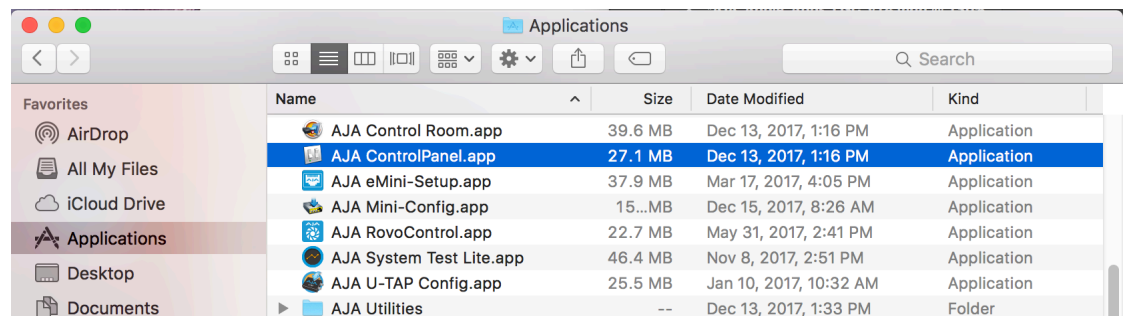 Applications
Search
Favorites
AirDrop
All My Files
iCloud Drive
Applications
Desktop
Documents
Name Size Date Modified Kind
AJA Control Room.app 39.6 MB Dec 13, 2017, 1:16 PM Application
AJA ControlPanel.app 27.1 MB Dec 13, 2017, 1:16 PM Application
AJA eMini-Setup.app 37.9 MB Mar 17, 2017, 4:05 PM Application
AJA Mini-Config.app 15...MB Dec 15, 2017, 8:26 AM Application
AJA RovoControl.app 22.7 MB May 31, 2017, 2:41 PM Application
AJA System Test Lite.app 46.4 MB Nov 8, 2017, 2:51 PM Application
AJA U-TAP Config.app 25.5 MB Jan 10, 2017, 10:32 AM Application
AJA Utilities -- Dec 13, 2017, 1:33 PM Folder